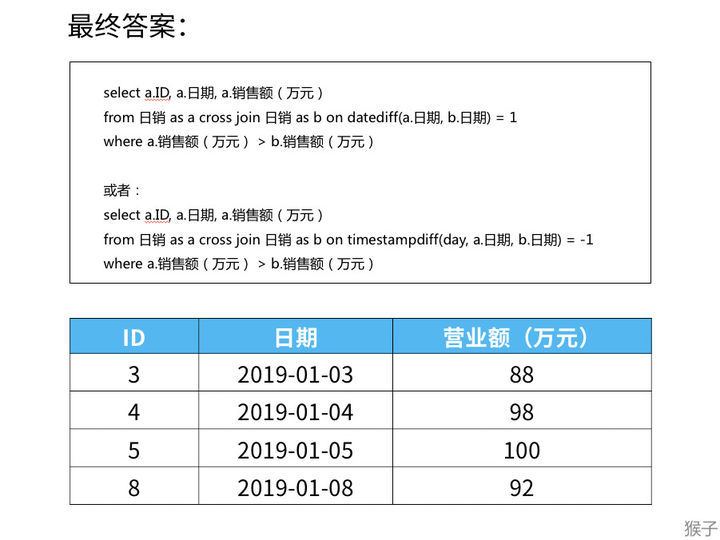 最终答案：
select a.ID, a.日期, a.销售额（万元）
from 日销 as a cross join 日销 as b on datediff(a.日期, b.日期) = 1
where a.销售额（万元） > b.销售额（万元）
或者：
select a.ID, a.日期, a.销售额（万元）
from 日销 as a cross join 日销 as b on timestampdiff(day, a.日期, b.日期) = -1
where a.销售额（万元） > b.销售额（万元）
ID 日期 营业额（万元）
3 2019-01-03 88
4 2019-01-04 98
5 2019-01-05 100
8 2019-01-08 92
猴子